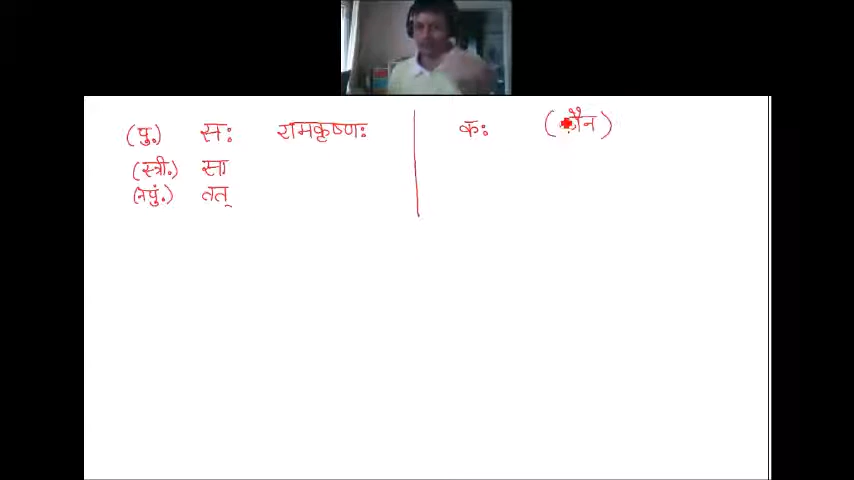 (पु.) सः रामकृष्णः कः (कौन)
(स्त्री.) सा
(नपुं.) तत्